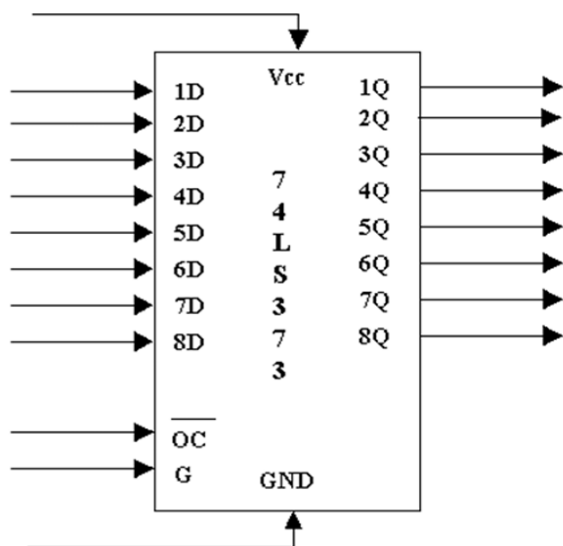 Vcc
1D 1Q
2D 2Q
3D 3Q
4D 4Q
5D 5Q
6D 6Q
7D 7Q
8D 8Q
7
4
L
S
3
7
3
OC
G
GND